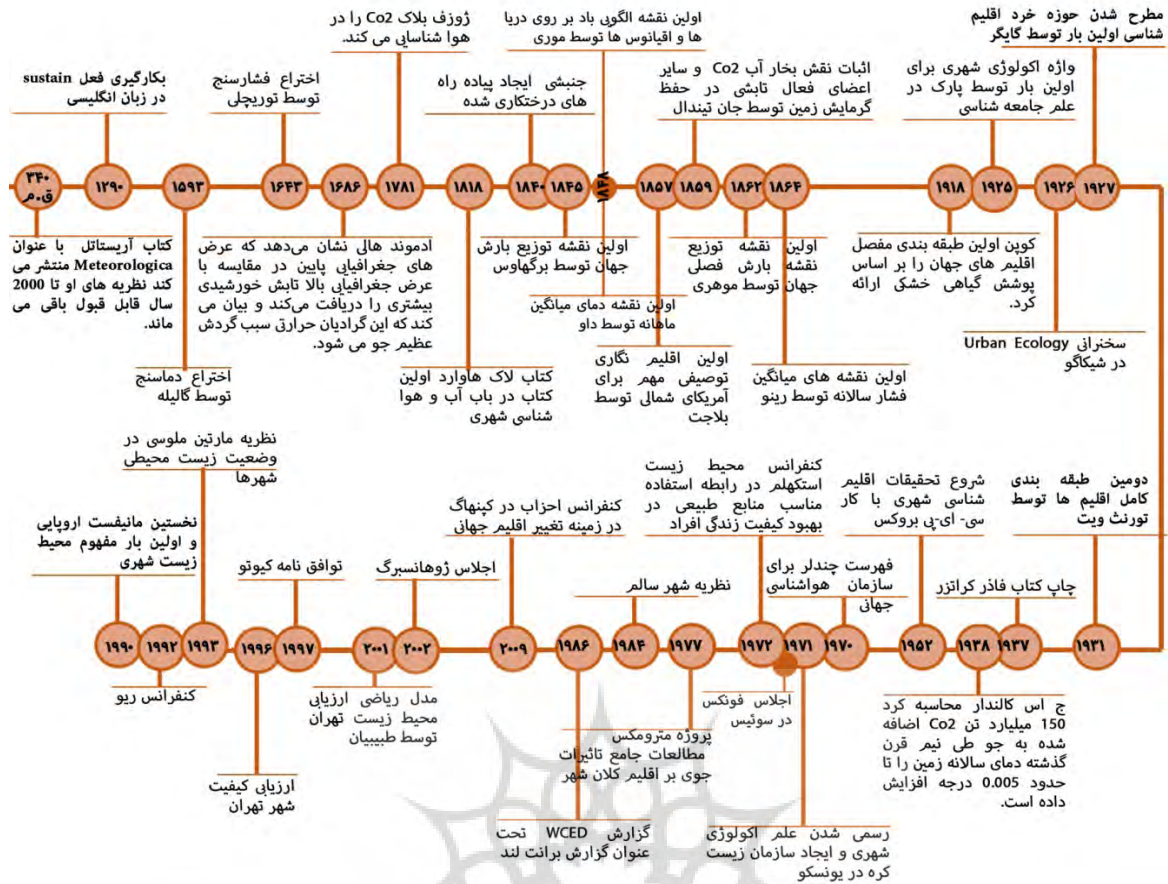 مطرح شدن حوزه خرد اقلیم
شناسی اولین بار توسط گایگر
اولین نقشه الگویی باد بر روی دریا
ها و اقیانوس ها توسط موری
ژوزف بلاک Co2 را در
هوا شناسایی می کند.
واژه اکولوژی شهری برای
اولین بار توسط پارک در
علم جامعه شناسی
اثبات نقش بخار آب Co2 و سایر
اعضای فعال تابشی در حفظ
گرمایش زمین توسط جان تیندال
جنبشی ایجاد پیاده راه
های درختکاری شده
اختراع فشارسنج
توسط توریچلی
بکارگیری فعل sustain
در زبان انگلیسی
۳۴۰
ق.م
۱۲۹۰
۱۵۹۳
۱۶۴۳
۱۶۸۶
۱۷۸۱
۱۸۱۸
۱۸۴۰
۱۸۴۵
۱۸۴۸
۱۸۵۷
۱۸۵۹
۱۸۶۲
۱۸۶۴
۱۹۱۸
۱۹۲۵
۱۹۲۶
۱۹۲۷
کتاب آریستاتل با عنوان
Meteorologica منتشر می
کند نظریه های او تا 2000
سال قابل قبول باقی می
ماند.
اختراع دماسنج
توسط گالیله
ادموند هالی نشان می‌دهد که عرض
های جغرافیایی پایین در مقایسه با
عرض جغرافیایی بالا تابش خورشیدی
بیشتری را دریافت می‌کند و بیان می
کند که این گرادیان حرارتی سبب گردش
عظیم جو می شود.
کتاب لاک هاوارد اولین
کتاب در باب آب و هوا
شناسی شهری
اولین نقشه توزیع بارش
جهان توسط برگهاوس
اولین نقشه دمای میانگین
ماهانه توسط داو
اولین اقلیم نگاری
توصیفی مهم برای
آمریکای شمالی توسط
بلاجت
اولین نقشه توزیع
نقشه بارش فصلی
جهان توسط موهری
اولین نقشه های میانگین
فشار سالانه توسط رینو
کوپن اولین طبقه بندی مفصل
اقلیم های جهان را بر اساس
پوشش گیاهی خشکی ارائه
کرد.
سخنرانی Urban Ecology
در شیکاگو
دومین طبقه بندی
کامل اقلیم ها توسط
تورنث ویت
چاپ کتاب فاذر کراتزر
شروع تحقیقات اقلیم
شناسی شهری با کار
سی- ای-پی بروکس
فهرست چندلر برای
سازمان هواشناسی
جهانی
کنفرانس محیط زیست
استکهلم در رابطه استفاده
مناسب منابع طبیعی در
بهبود کیفیت زندگی افراد
نظریه شهر سالم
کنفرانس احزاب در کپنهاگ
در زمینه تغییر اقلیم جهانی
اجلاس ژوهانسبرگ
توافق نامه کیوتو
نظریه مارتین ملوسی در
وضعیت زیست محیطی
شهرها
نخستین مانیفست اروپایی
و اولین بار مفهوم محیط
زیست شهری
۱۹۹۰
۱۹۹۲
۱۹۹۳
۱۹۹۶
۱۹۹۷
۲۰۰۱
۲۰۰۲
۲۰۰۹
۱۹۸۶
۱۹۸۴
۱۹۷۷
۱۹۷۲
۱۹۷۱
۱۹۷۰
۱۹۵۲
۱۹۳۸
۱۹۳۷
۱۹۳۱
ج اس کالندار محاسبه کرد
150 میلیارد تن Co2 اضافه
شده به جو طی نیم قرن
گذشته دمای سالانه زمین را تا
حدود 0.005 درجه افزایش
داده است.
رسمی شدن علم اکولوژی
شهری و ایجاد سازمان زیست
کره در یونسکو
اجلاس فونکس
در سوئیس
پروژه مترومکس
مطالعات جامع تاثیرات
جوی بر اقلیم کلان شهر
گزارش WCED تحت
عنوان گزارش برانت لند
مدل ریاضی ارزیابی
محیط زیست تهران
توسط طبیبیان
ارزیابی کیفیت
شهر تهران
کنفرانس ریو